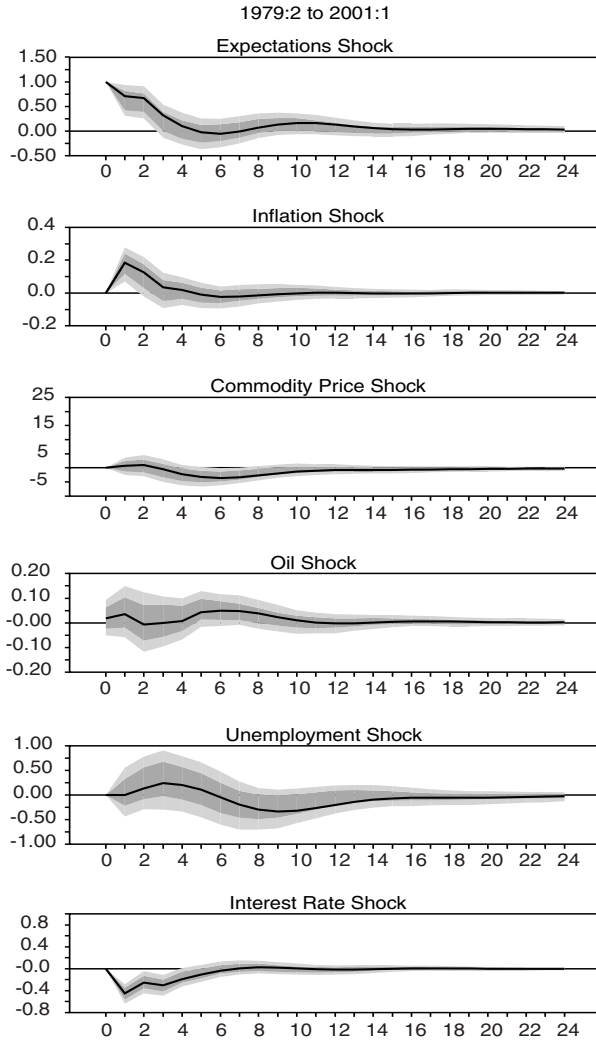 1979:2 to 2001:1
Expectations Shock
1.50
1.00
0.50
0.00
-0.50
0 2 4 6 8 10 12 14 16 18 20 22 24
Inflation Shock
0.4
0.2
0.0
-0.2
0 2 4 6 8 10 12 14 16 18 20 22 24
Commodity Price Shock
25
15
5
-5
0 2 4 6 8 10 12 14 16 18 20 22 24
Oil Shock
0.20
0.10
-0.00
-0.10
-0.20
0 2 4 6 8 10 12 14 16 18 20 22 24
Unemployment Shock
1.00
0.50
0.00
-0.50
-1.00
0 2 4 6 8 10 12 14 16 18 20 22 24
Interest Rate Shock
0.8
0.4
-0.0
-0.4
-0.8
0 2 4 6 8 10 12 14 16 18 20 22 24